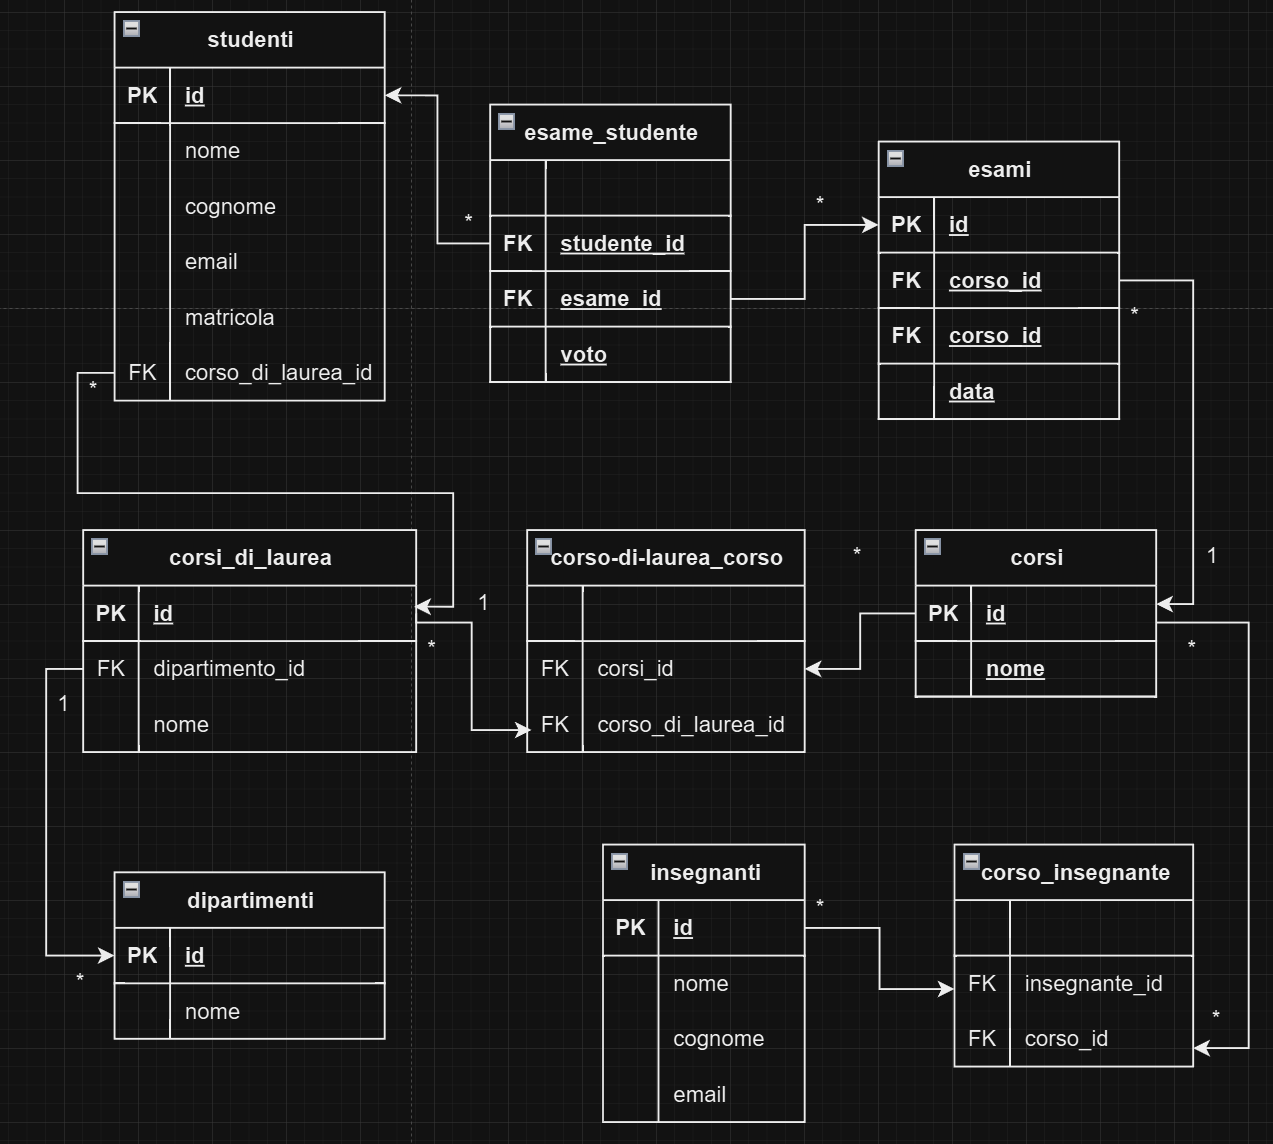 studenti
PK id
nome
cognome
email
matricola
FK corso_di_laurea_id
*
*
esame_studente
FK studente_id
FK esame_id
voto
*
esami
PK id
FK corso_id
FK corso_id
data
*
1
corsi_di_laurea
PK id
FK dipartimento_id
nome
1
*
1
corso-di-laurea_corso
FK corsi_id
FK corso_di_laurea_id
*
corsi
PK id
nome
1
*
dipartimenti
PK id
nome
*
insegnanti
PK id
nome
cognome
email
*
corso_insegnante
FK insegnante_id
FK corso_id
*